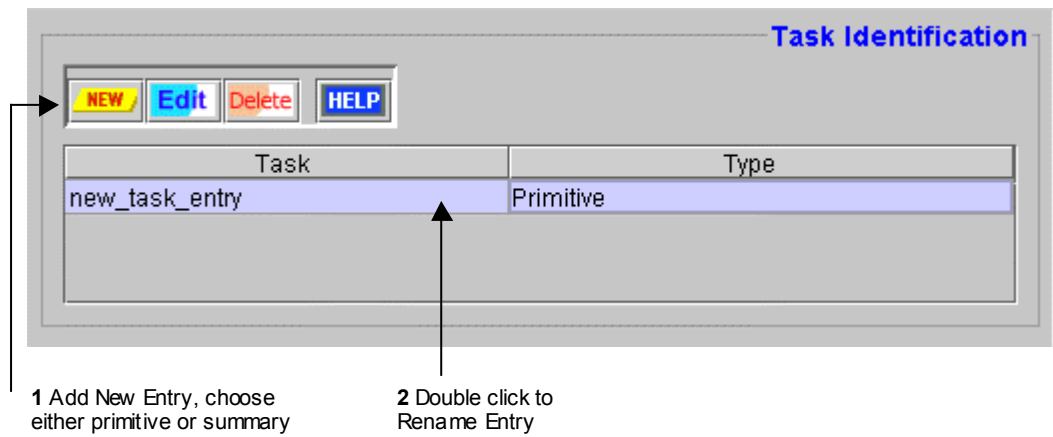 Task Identification
NEW Edit Delete HELP
Task Type
new_task_entry Primitive
1 Add New Entry, choose
either primitive or summary
2 Double click to
Rename Entry